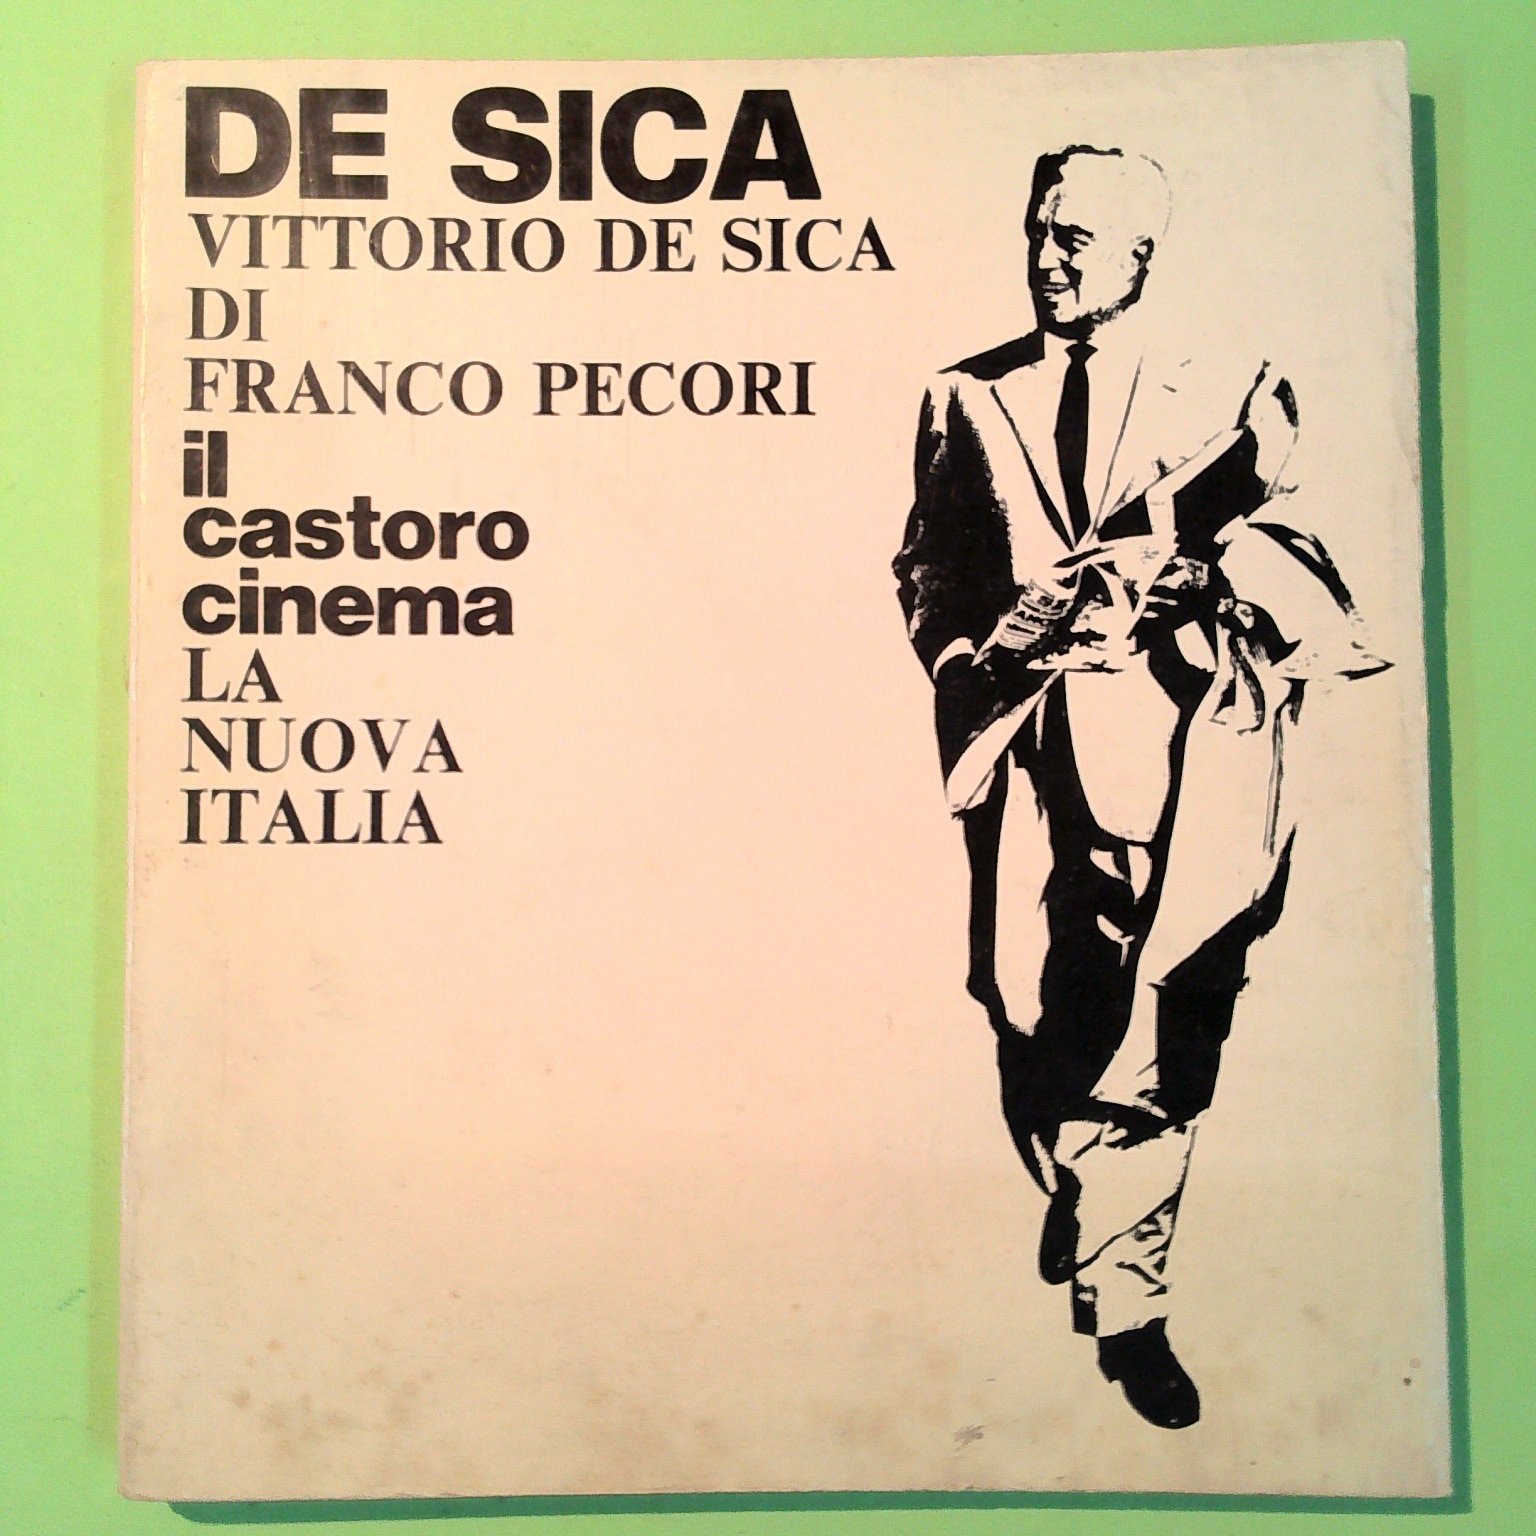 DE SICA
VITTORIO DE SICA
DI
FRANCO PECORI
il
castoro
cinema
LA
NUOVA
ITALIA